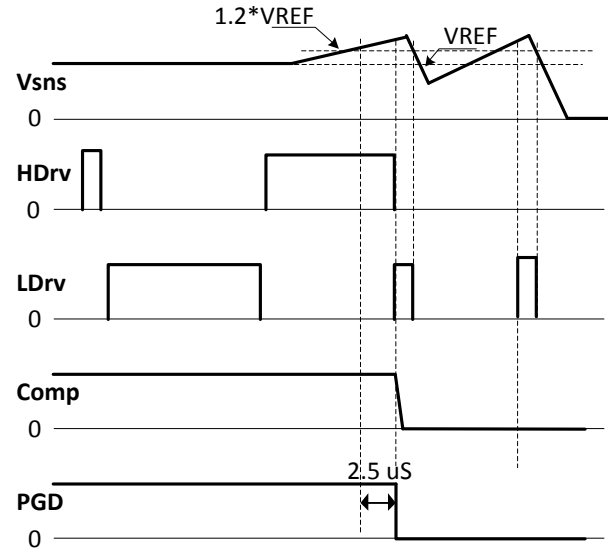 1.2*VREF
VREF
Vsns
0
HDrv
0
LDrv
0
Comp
0
2.5 uS
PGD
0